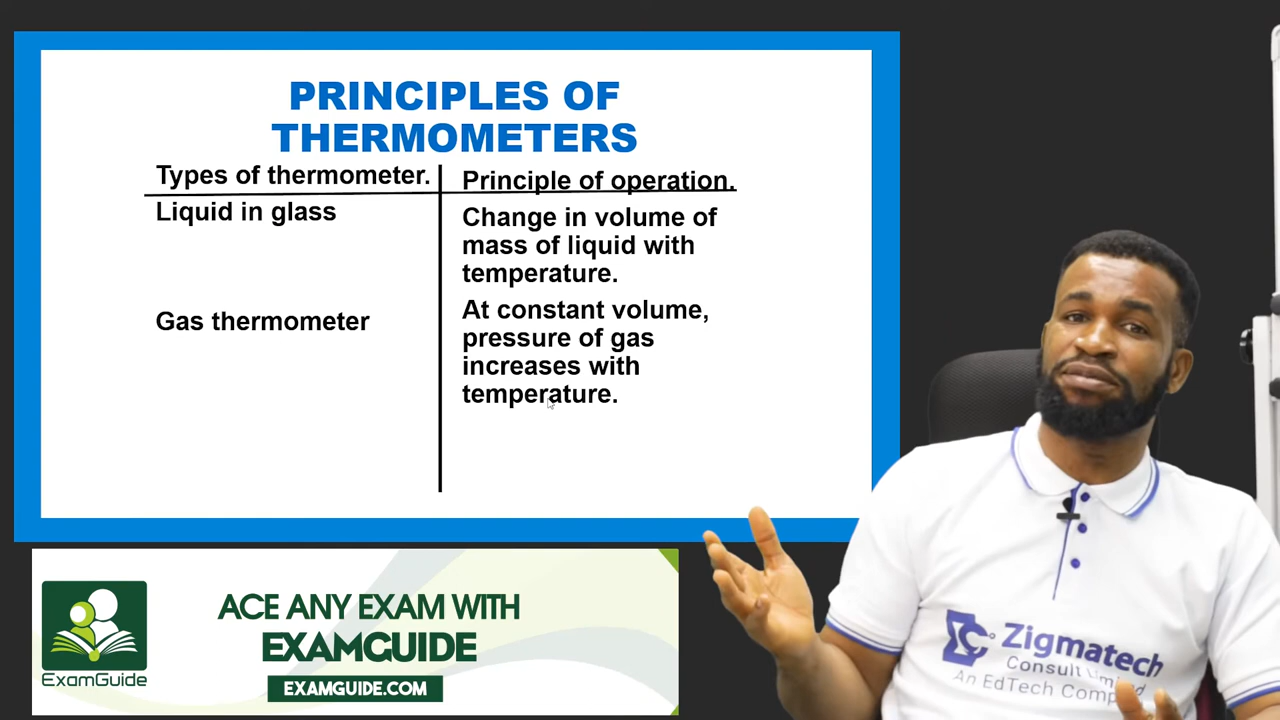 PRINCIPLES OF
THERMOMETERS
Types of thermometer.
Principle of operation.
Liquid in glass
Change in volume of
mass of liquid with
temperature.
Gas thermometer
At constant volume,
pressure of gas
increases with
temperature.
ACE ANY EXAM WITH
EXAMGUIDE
EXAMGUIDE.COM
ExamGuide
Zigmatech
Consult Limited
An EdTech